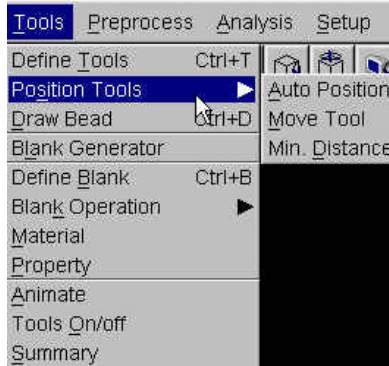 Tools Preprocess Analysis Setup
Define Tools Ctrl+T
Position Tools
Auto Position
Draw Bead Ctrl+D
Move Tool
Blank Generator
Min. Distance
Define Blank Ctrl+B
Blank Operation
Material
Property
Animate
Tools On/off
Summary